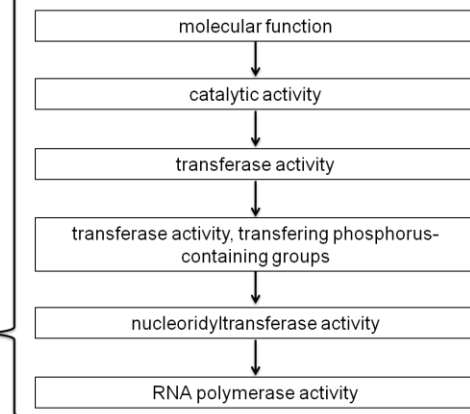 molecular function
catalytic activity
transferase activity
transferase activity, transfering phosphorus-
containing groups
nucleoridyltransferase activity
RNA polymerase activity